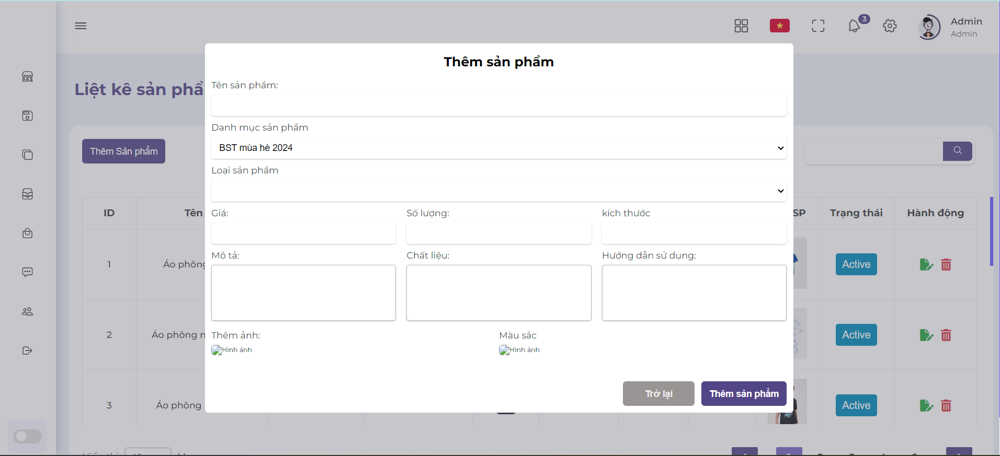 3
Admin
Admin
Liệt kê sản phẩ
Thêm Sản phẩm
Thêm sản phẩm
Tên sản phẩm:
Danh mục sản phẩm
BST mùa hè 2024
Loại sản phẩm
Giá:
Số lượng:
kích thước
Mô tả:
Chất liệu:
Hướng dẫn sử dụng:
Thêm ảnh:
Màu sắc
Hình ảnh
Hình ảnh
Trở lại
Thêm sản phẩm
ID
Tên
SP
Trạng thái
Hành động
1
Áo phông
Active
2
Áo phông n
Active
3
Áo phông
Active